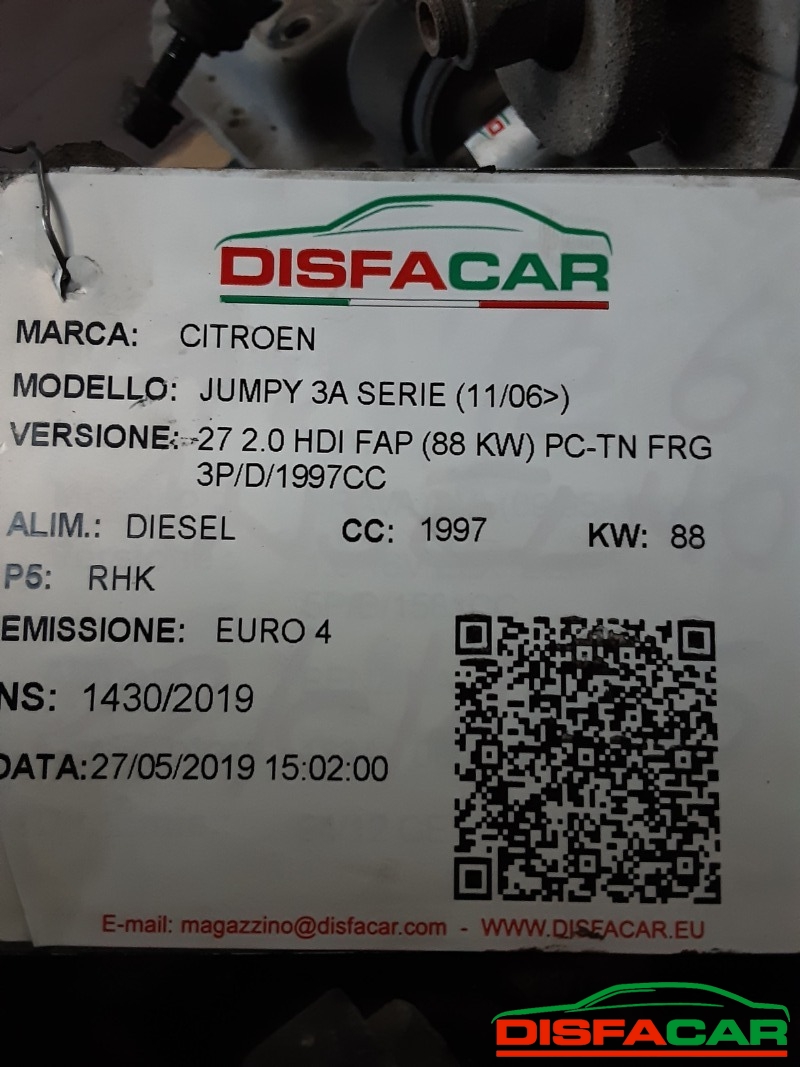 DISFACAR
MARCA: CITROEN
MODELLO: JUMPY 3A SERIE (11/06>)
VERSIONE: -27 2.0 HDI FAP (88 KW) PC-TN FRG
3P/D/1997CC
ALIM.: DIESEL CC: 1997 KW: 88
P5: RHK
EMISSIONE: EURO 4
NS: 1430/2019
DATA: 27/05/2019 15:02:00
E-mail: magazzino@disfacar.com - WWW.DISFACAR.EU
DISFACAR